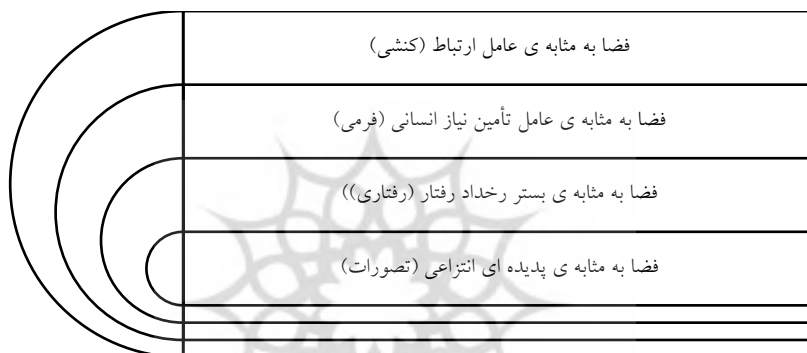 فضا به مثابه ی عامل ارتباط (کنشی)
فضا به مثابه ی عامل تأمین نیاز انسانی (فرمی)
فضا به مثابه ی بستر رخداد رفتار (رفتاری))
فضا به مثابه ی پدیده ای انتزاعی (تصورات)